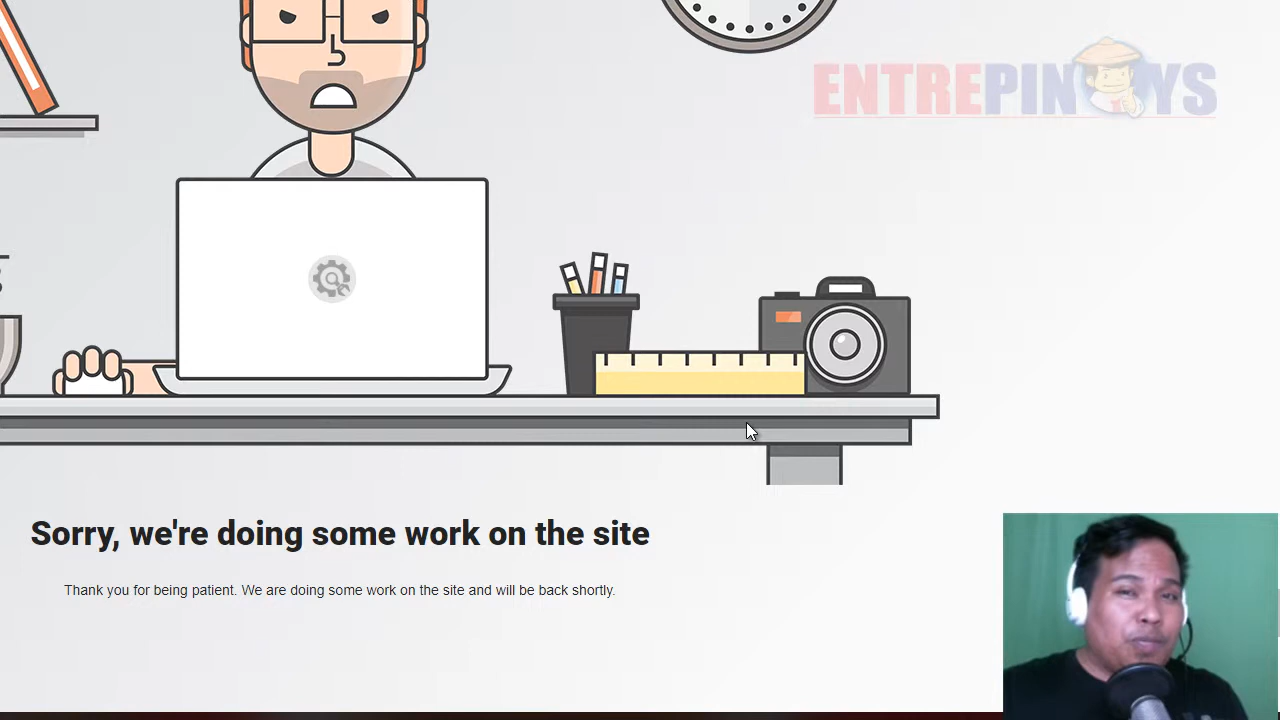 ENTREPINOYS
Sorry, we're doing some work on the site
Thank you for being patient. We are doing some work on the site and will be back shortly.